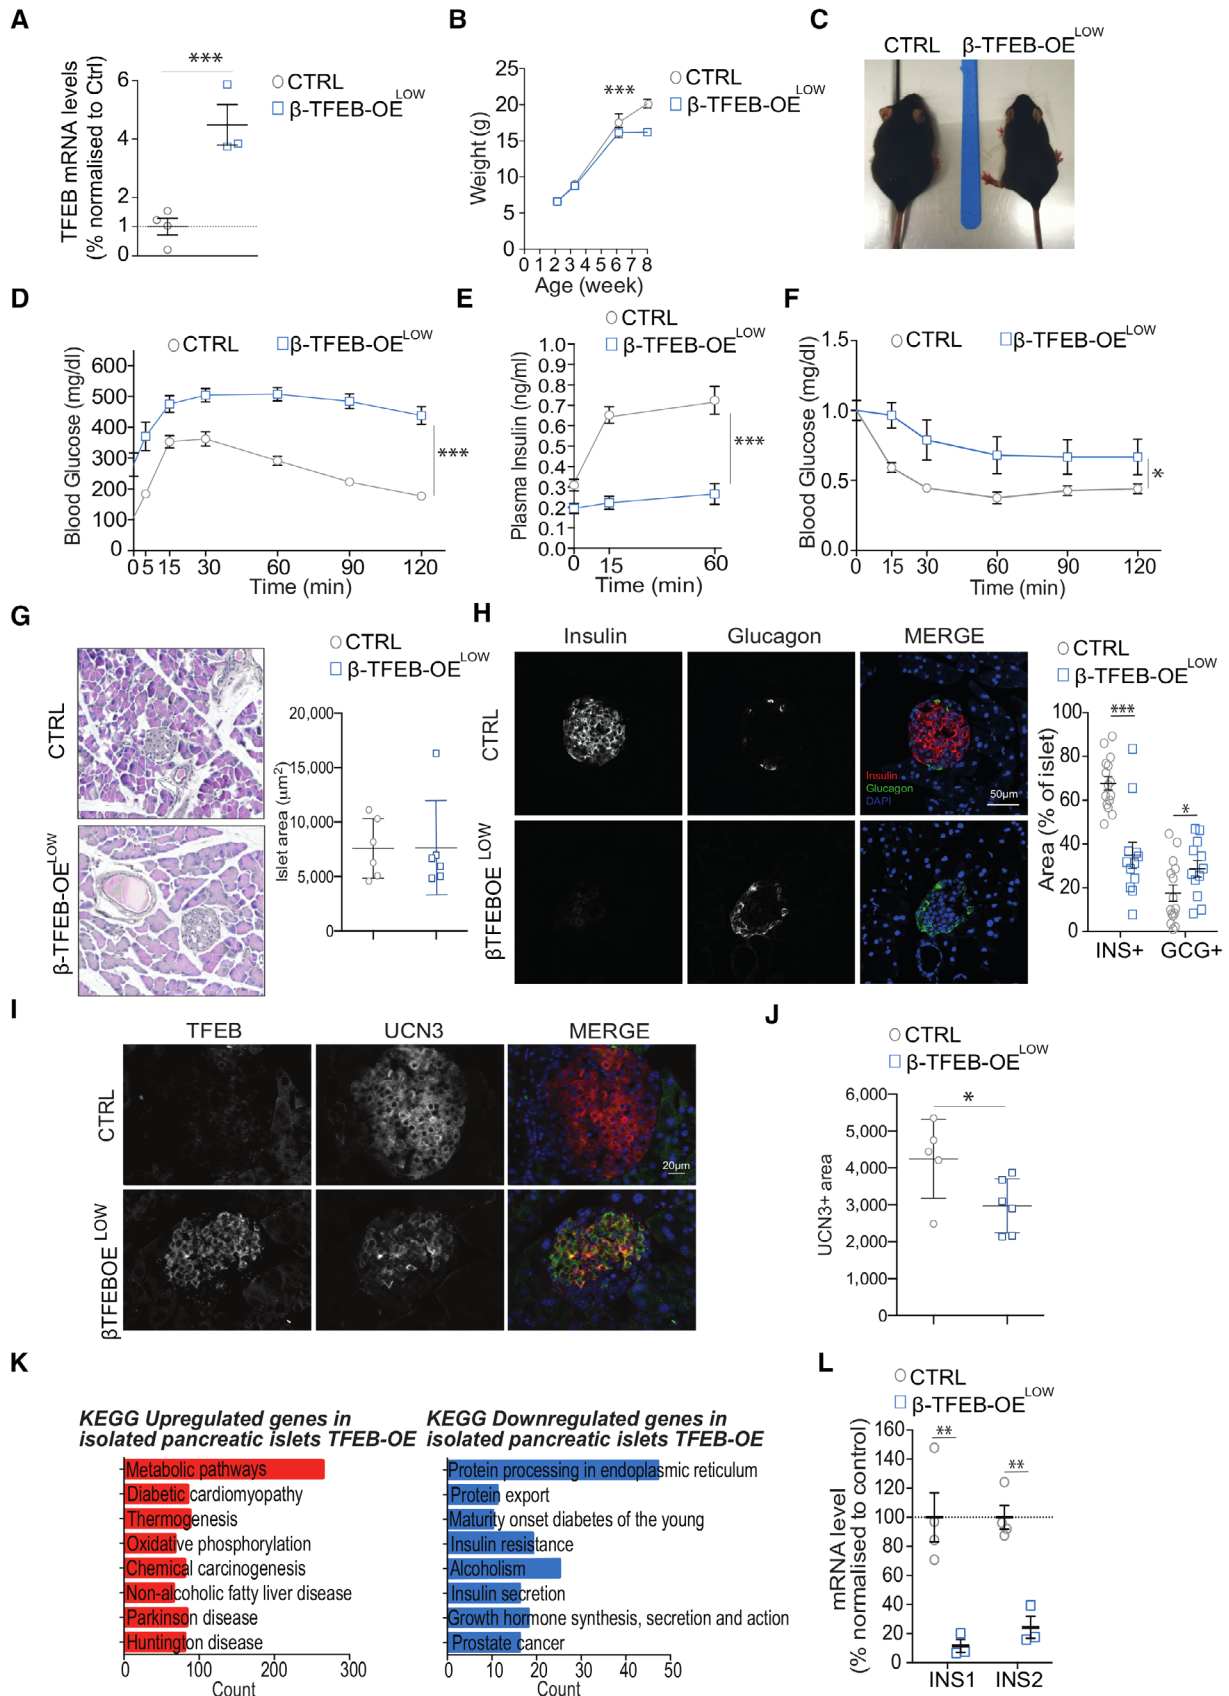 A
TFEB mRNA levels
(% normalised to Ctrl)
6
4
2
1
0
***
CTRL
β-TFEB-OE LOW
B
Weight (g)
25
20
15
10
5
0
***
CTRL
β-TFEB-OE LOW
0 1 2 3 4 5 6 7 8
Age (week)
C
CTRL β-TFEB-OE LOW
D
CTRL β-TFEB-OE LOW
Blood Glucose (mg/dl)
600
500
400
300
200
100
0
***
0 5 15 30 60 90 120
Time (min)
E
CTRL
β-TFEB-OE LOW
Plasma Insulin (ng/ml)
1.0
0.9
0.8
0.7
0.6
0.5
0.4
0.3
0.2
0.1
0.0
***
0 15 60
Time (min)
F
CTRL β-TFEB-OE LOW
Blood Glucose (mg/dl)
1.5
1.0
0.5
0.0
*
0 15 30 60 90 120
Time (min)
G
CTRL
β-TFEB-OE LOW
CTRL
β-TFEB-OE LOW
Islet area (μm2)
20,000
15,000
10,000
5,000
0
H
Insulin Glucagon MERGE
CTRL
βTFEBOE LOW
Insulin
Glucagon
DAPI
50μm
CTRL
β-TFEB-OE LOW
Area (% of islet)
100
80
60
40
20
0
***
*
INS+ GCG+
I
TFEB UCN3 MERGE
CTRL
βTFEBOE LOW
20μm
J
CTRL
β-TFEB-OE LOW
UCN3+ area
6,000
5,000
4,000
3,000
2,000
1,000
0
*
K
KEGG Upregulated genes in
isolated pancreatic islets TFEB-OE
Metabolic pathways
Diabetic cardiomyopathy
Thermogenesis
Oxidative phosphorylation
Chemical carcinogenesis
Non-alcoholic fatty liver disease
Parkinson disease
Huntington disease
0 100 200 300
Count
KEGG Downregulated genes in
isolated pancreatic islets TFEB-OE
Protein processing in endoplasmic reticulum
Protein export
Maturity onset diabetes of the young
Insulin resistance
Alcoholism
Insulin secretion
Growth hormone synthesis, secretion and action
Prostate cancer
0 10 20 30 40 50
Count
L
CTRL
β-TFEB-OE LOW
mRNA level
(% normalised to control)
160
140
120
100
80
60
40
20
0
**
**
INS1 INS2